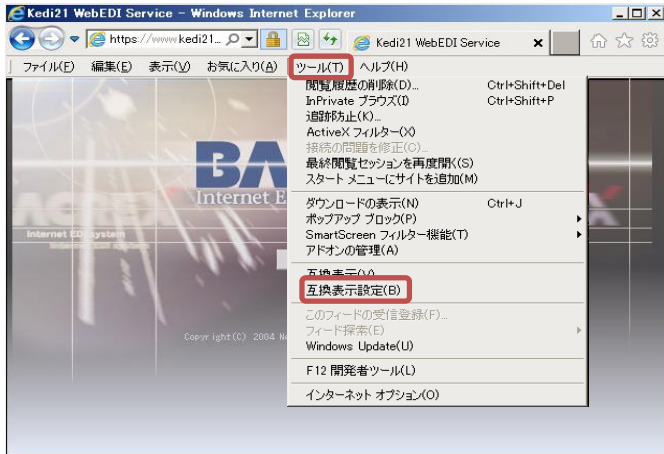 Kedi21 WebEDI Service - Windows Internet Explorer
https://www.kedi21... Kedi21 WebEDI Service
ファイル(F) 編集(E) 表示(V) お気に入り(A) ツール(T) ヘルプ(H)
閲覧履歴の削除(D)... Ctrl+Shift+Del
InPrivate ブラウズ(I) Ctrl+Shift+P
追跡防止(K)...
ActiveX フィルター(X)
接続の問題を修正(C)...
最終閲覧セッションを再度開く(S)
スタート メニューにサイトを追加(M)
ダウンロードの表示(N) Ctrl+J
ポップアップ ブロック(P)
SmartScreen フィルター機能(T)
アドオンの管理(A)
互換表示(V)
互換表示設定(B)
このフィードの受信登録(F)...
フィード探索(E)
Windows Update(U)
F12 開発者ツール(L)
インターネット オプション(O)
BA
Internet E
ACREX
Internet EDI system
Copyright(C) 2004 Ne